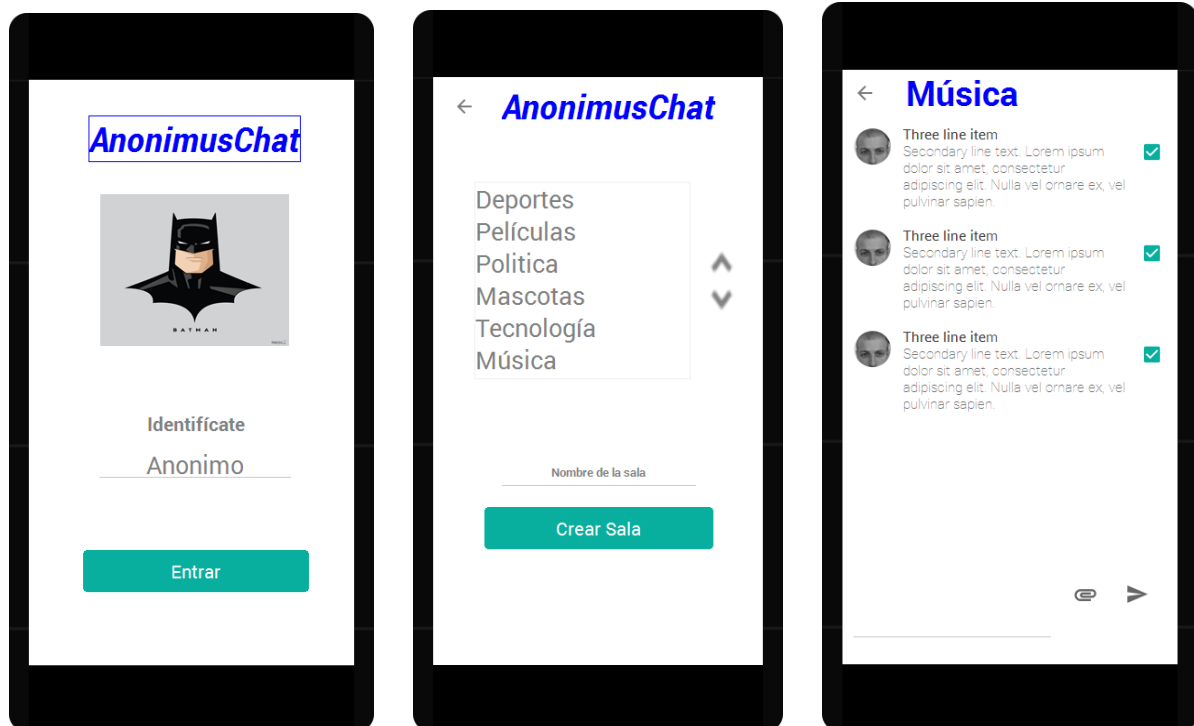 AnonimusChat
BATMAN
Identifícate
Anonimo
Entrar
AnonimusChat
Deportes
Películas
Politica
Mascotas
Tecnología
Música
Nombre de la sala
Crear Sala
Música
Three line item
Secondary line text. Lorem ipsum
dolor sit amet, consectetur
adipiscing elit. Nulla vel ornare ex, vel
pulvinar sapien.
Three line item
Secondary line text. Lorem ipsum
dolor sit amet, consectetur
adipiscing elit. Nulla vel ornare ex, vel
pulvinar sapien.
Three line item
Secondary line text. Lorem ipsum
dolor sit amet, consectetur
adipiscing elit. Nulla vel ornare ex, vel
pulvinar sapien.